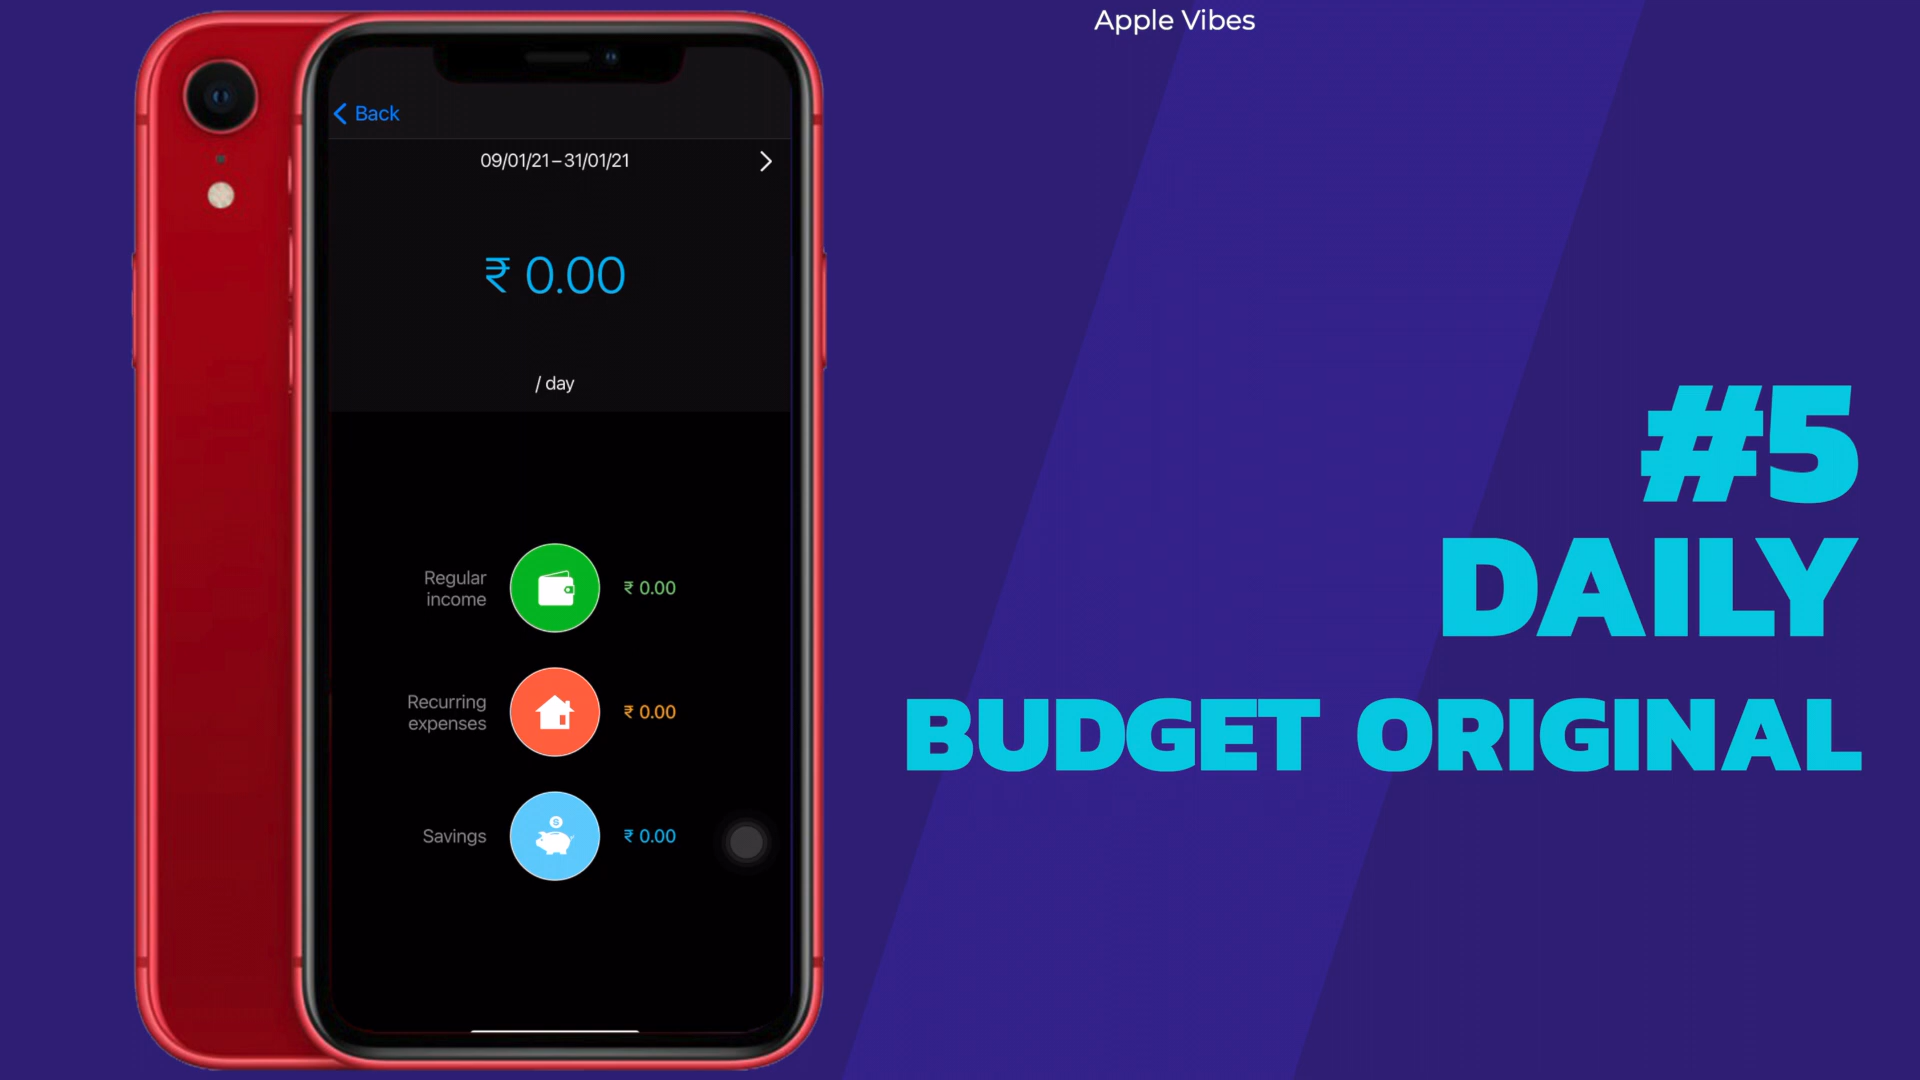 Apple Vibes
Back
09/01/21–31/01/21
₹ 0.00
/ day
Regular
income
₹ 0.00
Recurring
expenses
₹ 0.00
Savings
₹ 0.00
#5
DAILY
BUDGET ORIGINAL